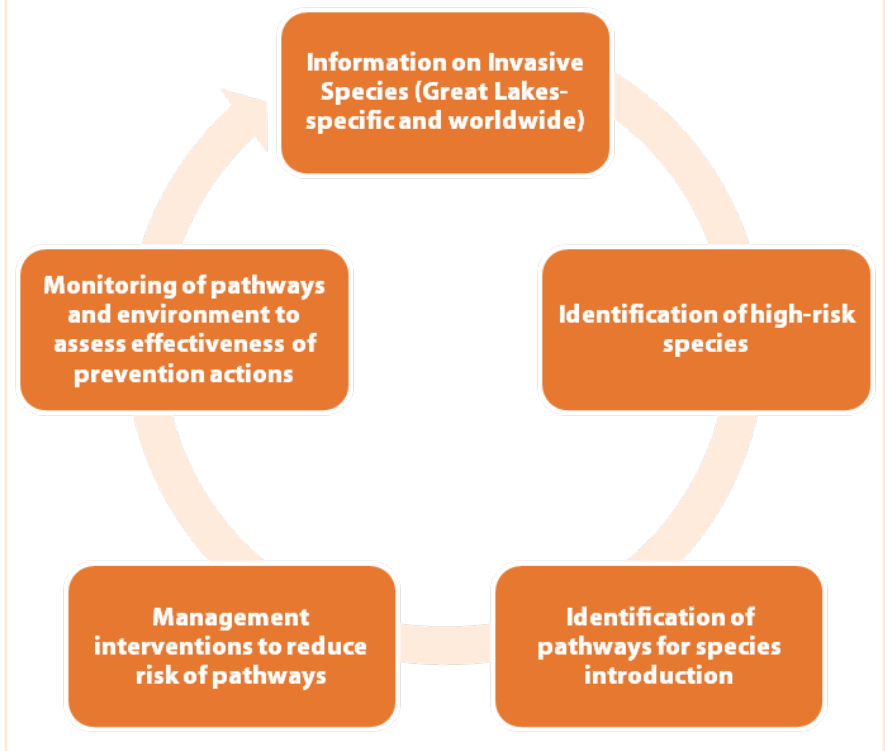 Information on Invasive
Species (Great Lakes-
specific and worldwide)
Identification of high-risk
species
Identification of
pathways for species
introduction
Management
interventions to reduce
risk of pathways
Monitoring of pathways
and environment to
assess effectiveness of
prevention actions